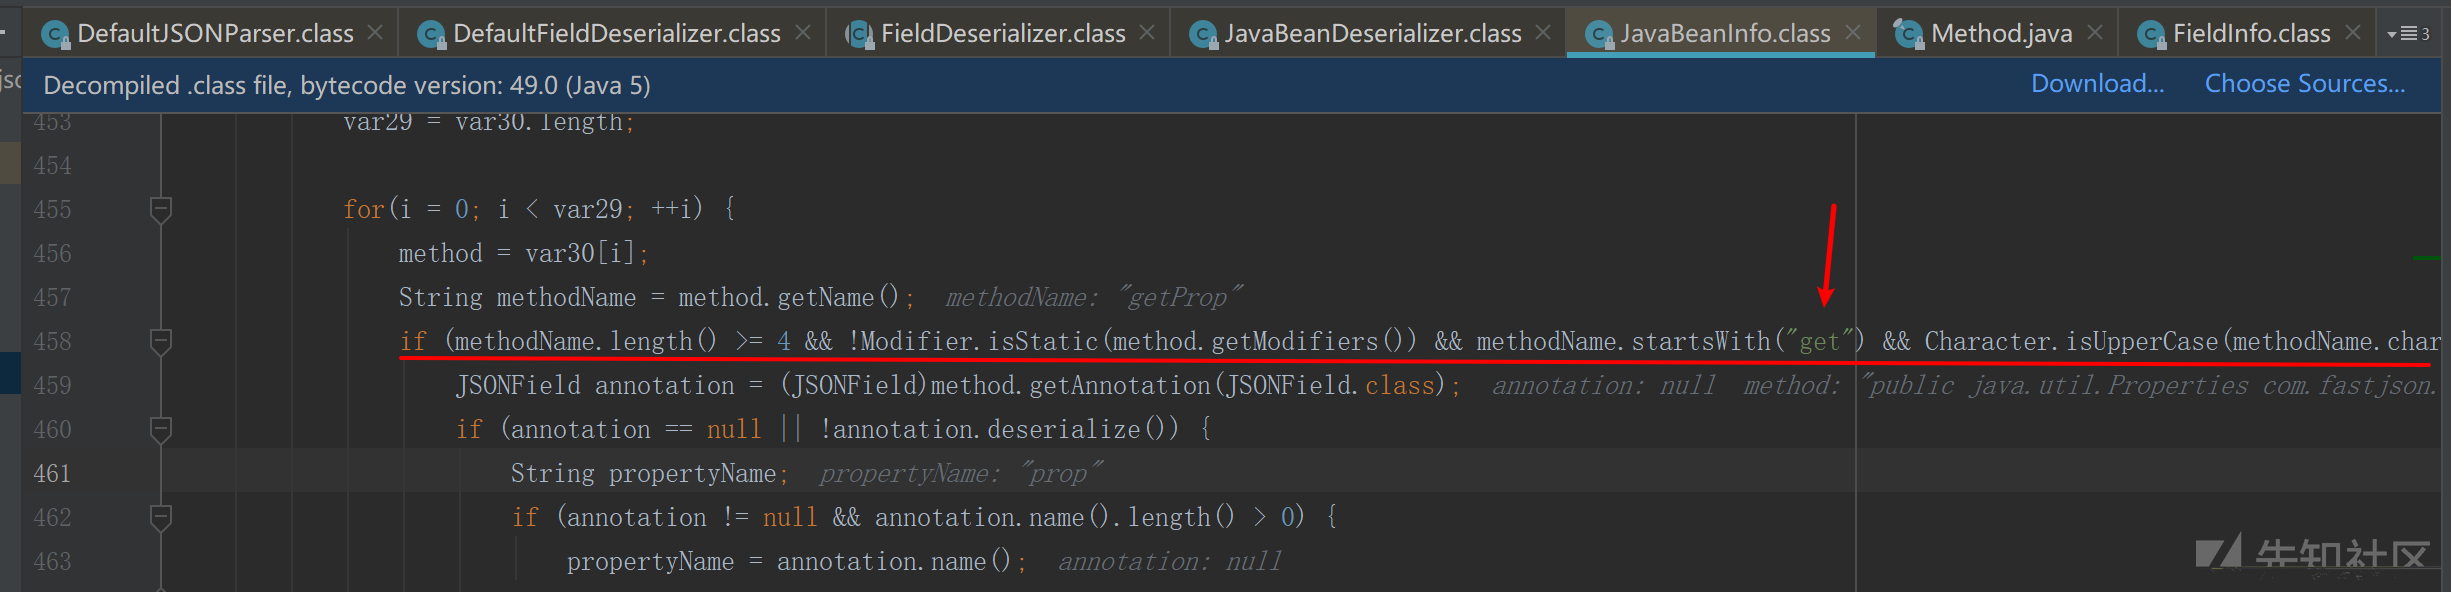 DefaultJSONParser.class DefaultFieldDeserializer.class FieldDeserializer.class JavaBeanDeserializer.class JavaBeanInfo.class Method.java FieldInfo.class 3
Decompiled .class file, bytecode version: 49.0 (Java 5) Download... Choose Sources...
453 var29 = var30.length;
454
455 for(i = 0; i < var29; ++i) {
456 method = var30[i];
457 String methodName = method.getName(); methodName: "getProp"
458 if (methodName.length() >= 4 && !Modifier.isStatic(method.getModifiers()) && methodName.startsWith("get") && Character.isUpperCase(methodName.char
459 JSONField annotation = (JSONField)method.getAnnotation(JSONField.class); annotation: null method: "public java.util.Properties com.fastjson.
460 if (annotation == null || !annotation.deserialize()) {
461 String propertyName; propertyName: "prop"
462 if (annotation != null && annotation.name().length() > 0) {
463 propertyName = annotation.name(); annotation: null
先知社区